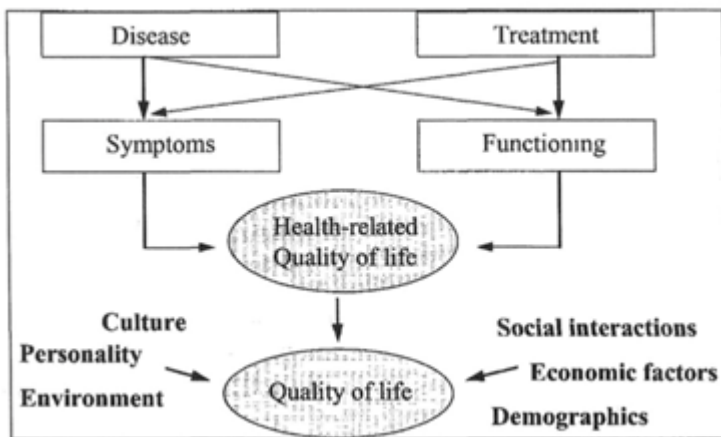 Disease
Treatment
Symptoms
Functioning
Health-related
Quality of life
Culture
Personality
Environment
Social interactions
Economic factors
Demographics
Quality of life